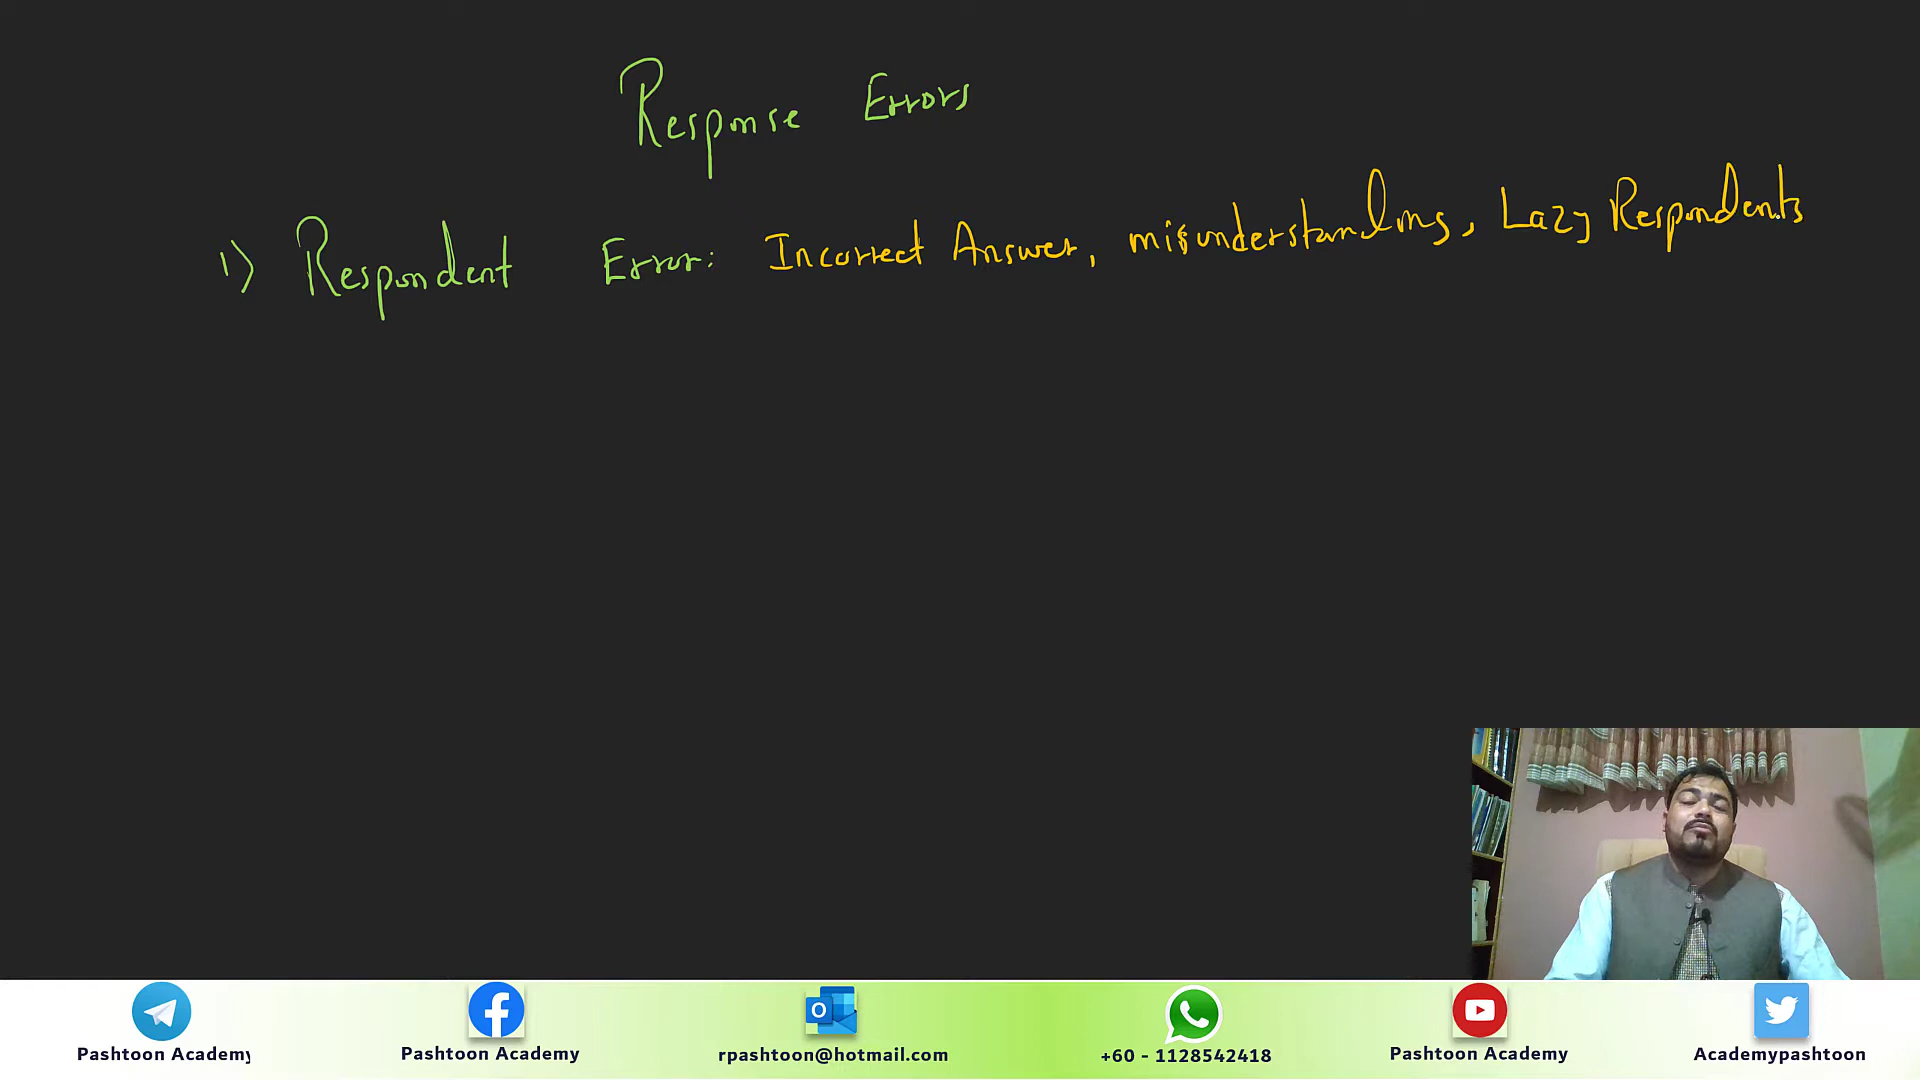 Response Errors
1) Respondent Error: Incorrect Answer, misunderstanding, Lazy Respondents
Pashtoon Academy
Pashtoon Academy
rpashtoon@hotmail.com
+60 - 1128542418
Pashtoon Academy
Academypashtoon